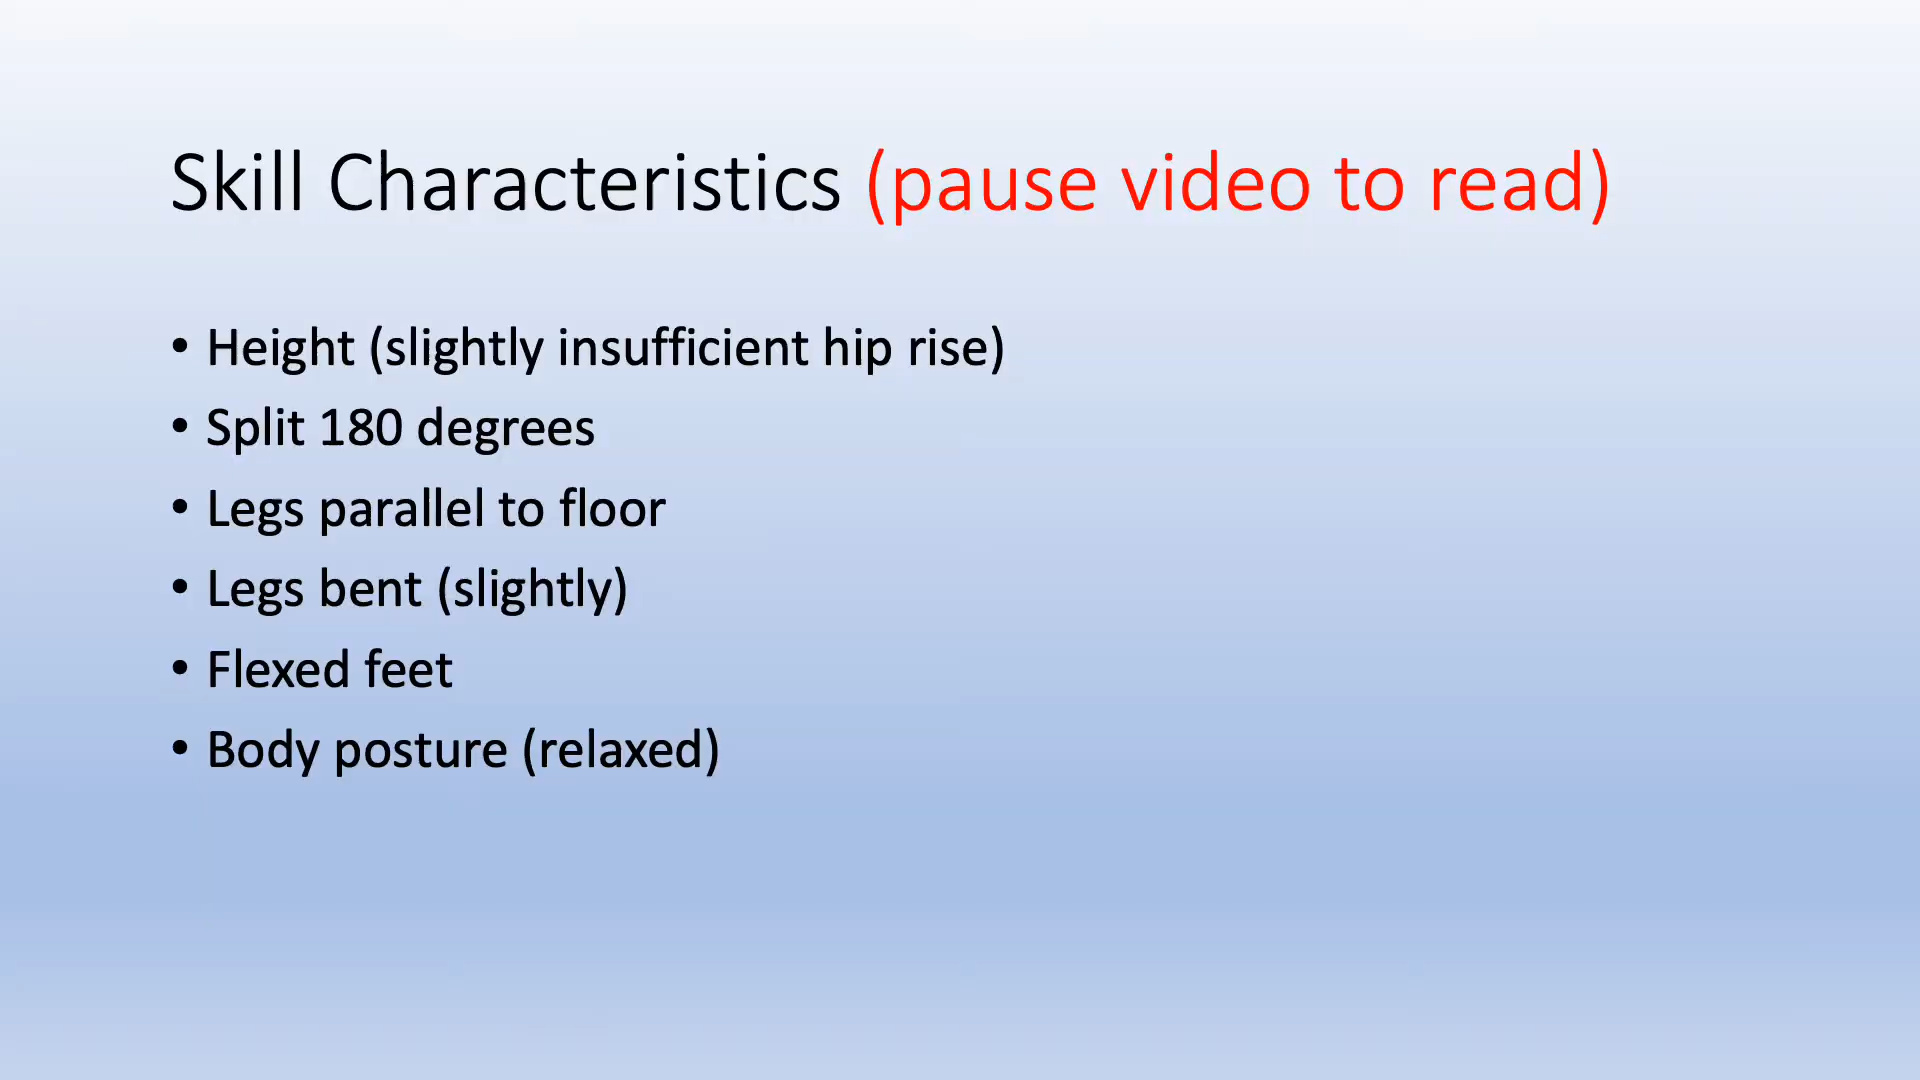 Skill Characteristics (pause video to read)
• Height (slightly insufficient hip rise)
• Split 180 degrees
• Legs parallel to floor
• Legs bent (slightly)
• Flexed feet
• Body posture (relaxed)